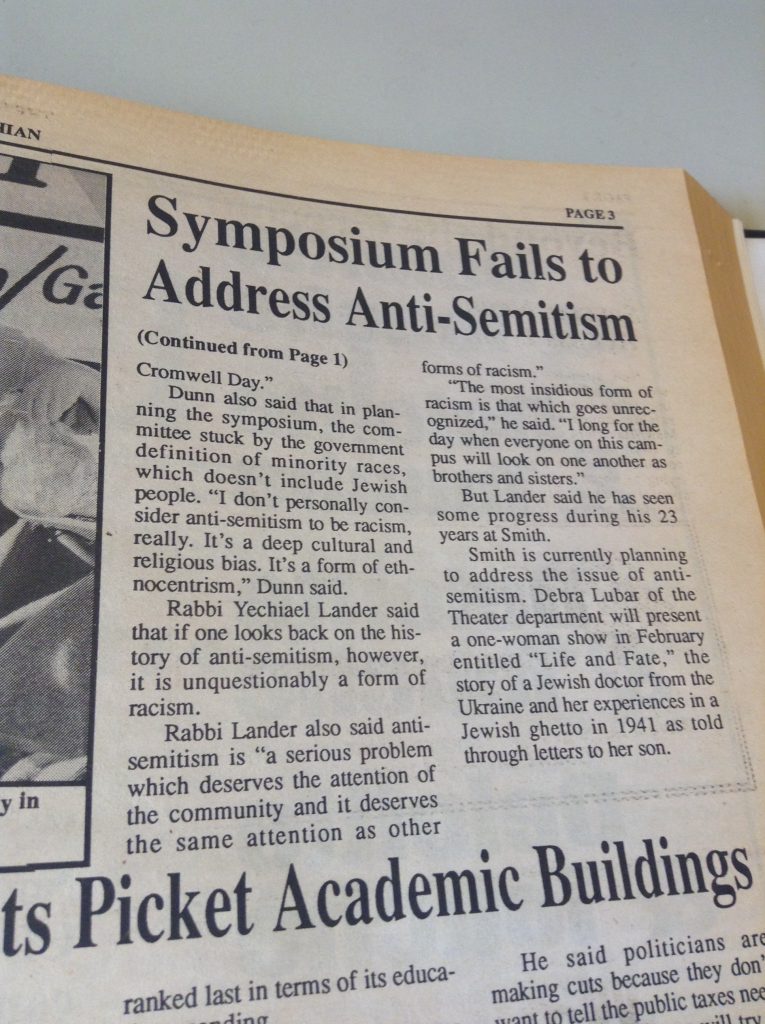 HIAN
PAGE 3
Symposium Fails to
Address Anti-Semitism
(Continued from Page 1)
Cromwell Day.”
Dunn also said that in plan-
ning the symposium, the com-
mittee stuck by the government
definition of minority races,
which doesn’t include Jewish
people. “I don’t personally con-
sider anti-semitism to be racism,
really. It’s a deep cultural and
religious bias. It’s a form of eth-
nocentrism,” Dunn said.
Rabbi Yechiael Lander said
that if one looks back on the his-
tory of anti-semitism, however,
it is unquestionably a form of
racism.
Rabbi Lander also said anti-
semitism is “a serious problem
which deserves the attention of
the community and it deserves
the same attention as other
forms of racism.”
“The most insidious form of
racism is that which goes unrec-
ognized,” he said. “I long for the
day when everyone on this cam-
pus will look on one another as
brothers and sisters.”
But Lander said he has seen
some progress during his 23
years at Smith.
Smith is currently planning
to address the issue of anti-
semitism. Debra Lubar of the
Theater department will present
a one-woman show in February
entitled “Life and Fate,” the
story of a Jewish doctor from the
Ukraine and her experiences in a
Jewish ghetto in 1941 as told
through letters to her son.
/Ga
y in
ts Picket Academic Buildings
ranked last in terms of its educa-
He said politicians are
making cuts because they don’
want to tell the public taxes nee